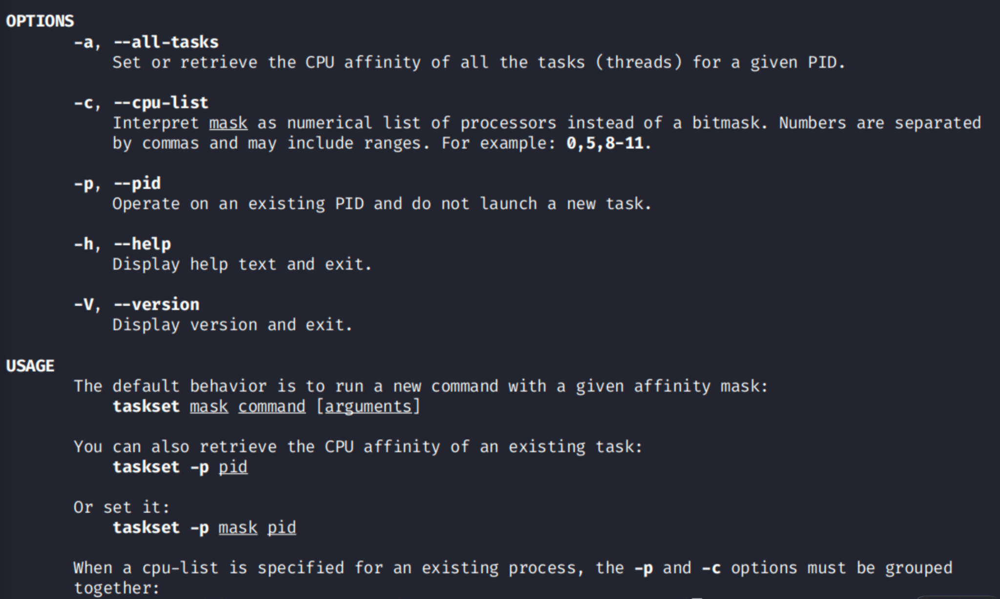 OPTIONS
-a, --all-tasks
Set or retrieve the CPU affinity of all the tasks (threads) for a given PID.
-c, --cpu-list
Interpret mask as numerical list of processors instead of a bitmask. Numbers are separated
by commas and may include ranges. For example: 0,5,8-11.
-p, --pid
Operate on an existing PID and do not launch a new task.
-h, --help
Display help text and exit.
-V, --version
Display version and exit.
USAGE
The default behavior is to run a new command with a given affinity mask:
taskset mask command [arguments]
You can also retrieve the CPU affinity of an existing task:
taskset -p pid
Or set it:
taskset -p mask pid
When a cpu-list is specified for an existing process, the -p and -c options must be grouped
together: